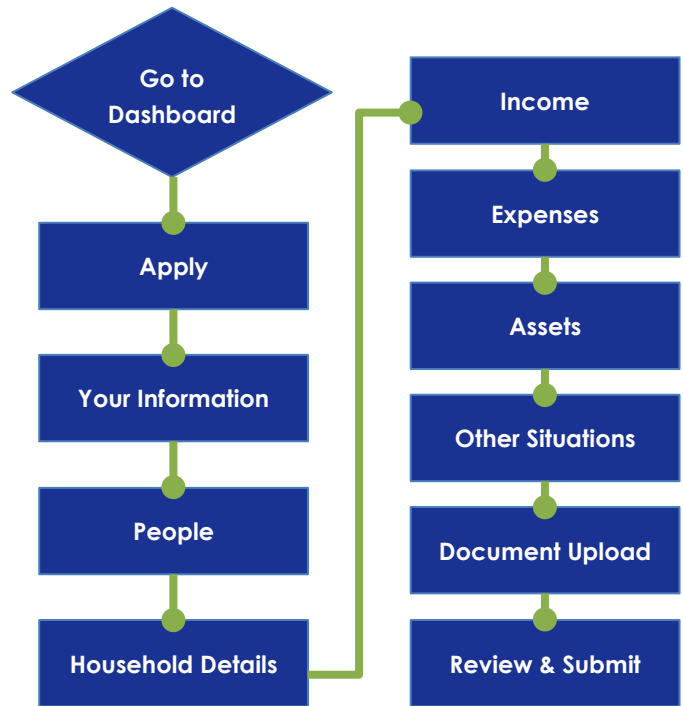 Go to
Dashboard
Apply
Your Information
People
Household Details
Income
Expenses
Assets
Other Situations
Document Upload
Review & Submit